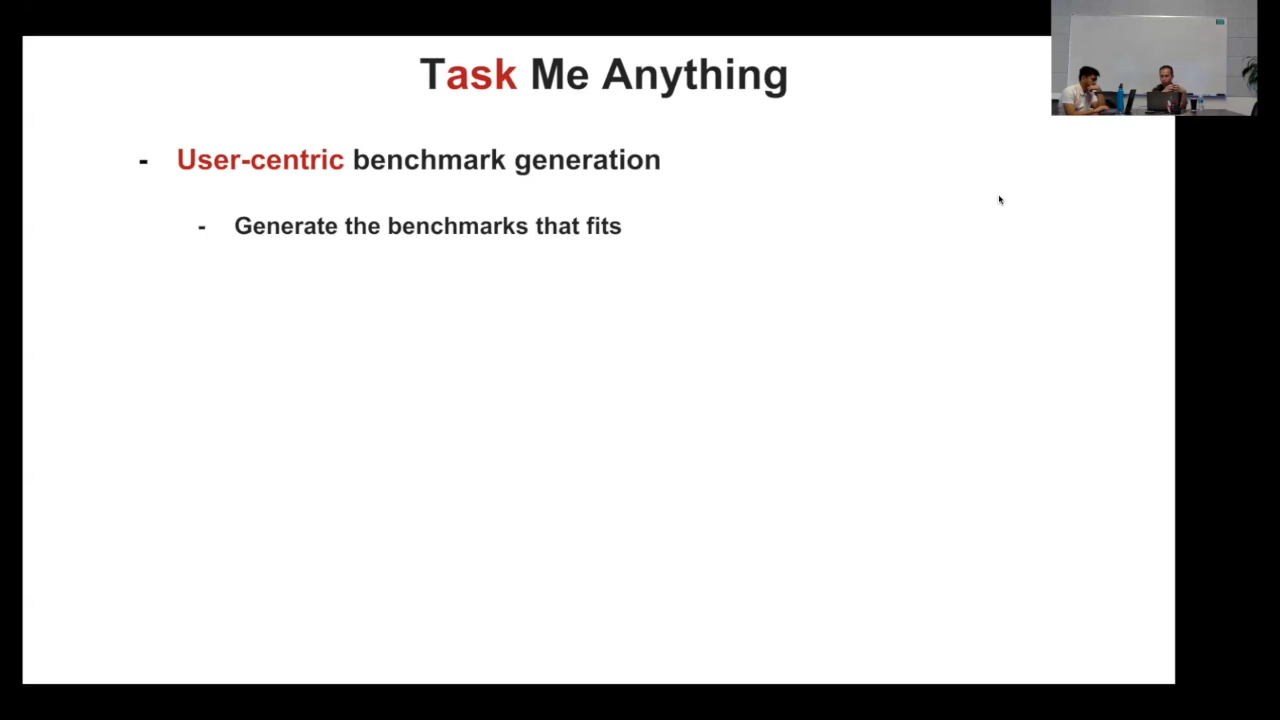 Task Me Anything
- User-centric benchmark generation
- Generate the benchmarks that fits